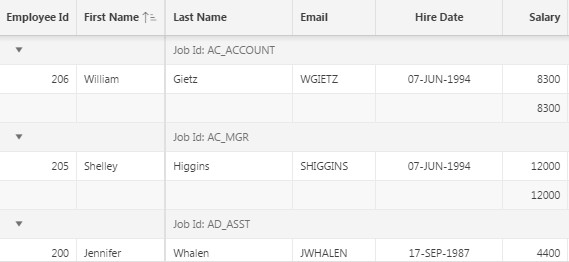 Employee Id First Name Last Name Email Hire Date Salary
Job Id: AC_ACCOUNT
206 William Gietz WGIETZ 07-JUN-1994 8300
8300
Job Id: AC_MGR
205 Shelley Higgins SHIGGINS 07-JUN-1994 12000
12000
Job Id: AD_ASST
200 Jennifer Whalen JWHALEN 17-SEP-1987 4400